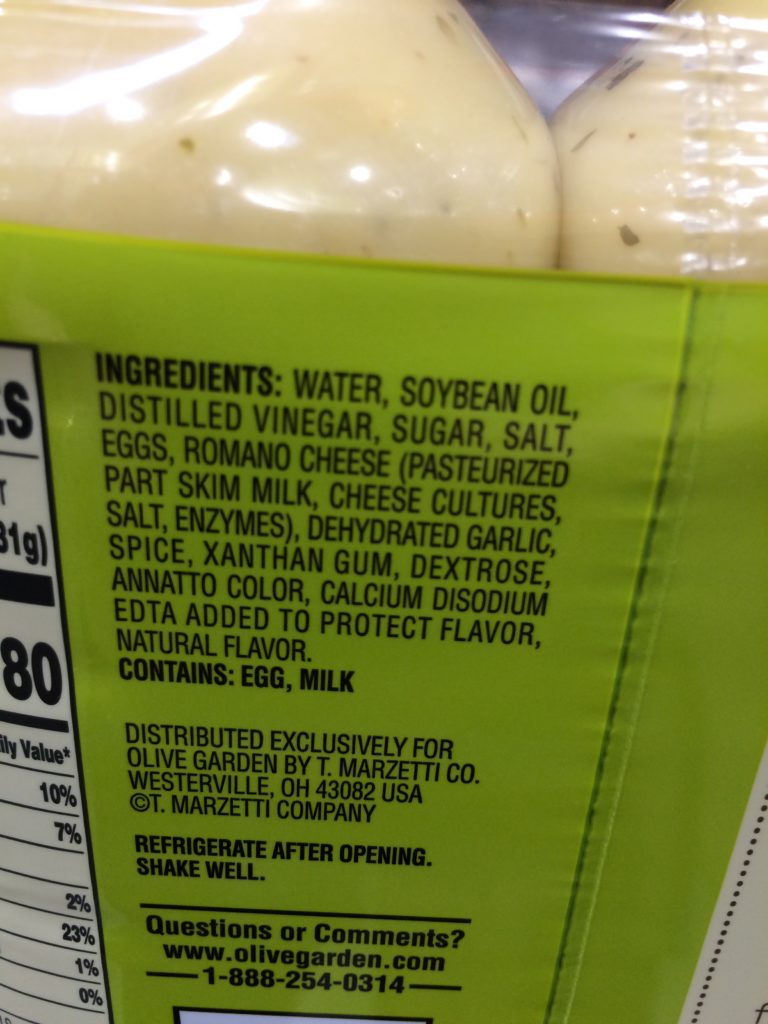 INGREDIENTS: WATER, SOYBEAN OIL,
DISTILLED VINEGAR, SUGAR, SALT,
EGGS, ROMANO CHEESE (PASTEURIZED
PART SKIM MILK, CHEESE CULTURES,
SALT, ENZYMES), DEHYDRATED GARLIC,
SPICE, XANTHAN GUM, DEXTROSE,
ANNATTO COLOR, CALCIUM DISODIUM
EDTA ADDED TO PROTECT FLAVOR,
NATURAL FLAVOR.
CONTAINS: EGG, MILK
DISTRIBUTED EXCLUSIVELY FOR
OLIVE GARDEN BY T. MARZETTI CO.
WESTERVILLE, OH 43082 USA
©T. MARZETTI COMPANY
REFRIGERATE AFTER OPENING.
SHAKE WELL.
Questions or Comments?
www.olivegarden.com
1-888-254-0314
31g)
80
Value*
10%
7%
2%
23%
1%
0%